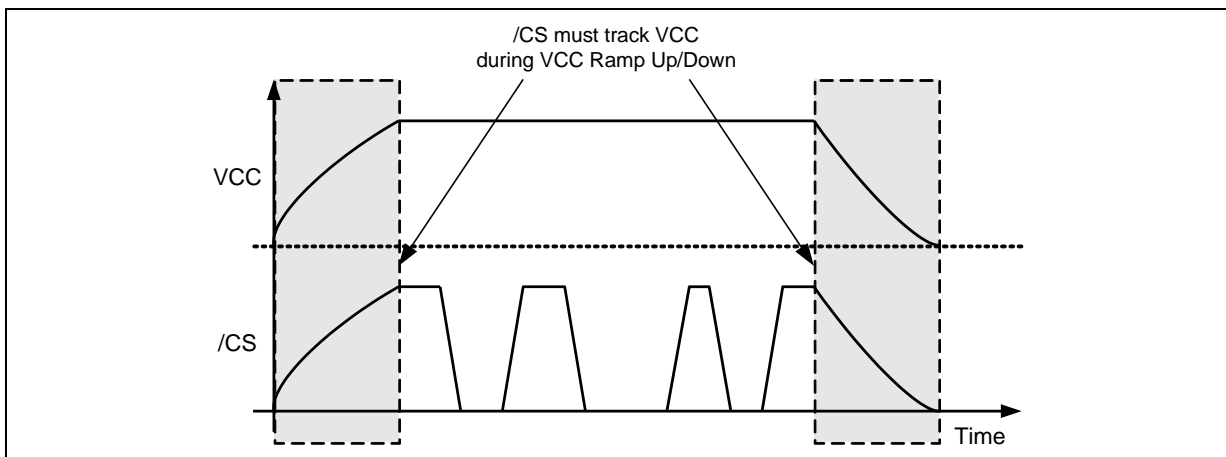 /CS must track VCC
during VCC Ramp Up/Down
VCC
/CS
Time